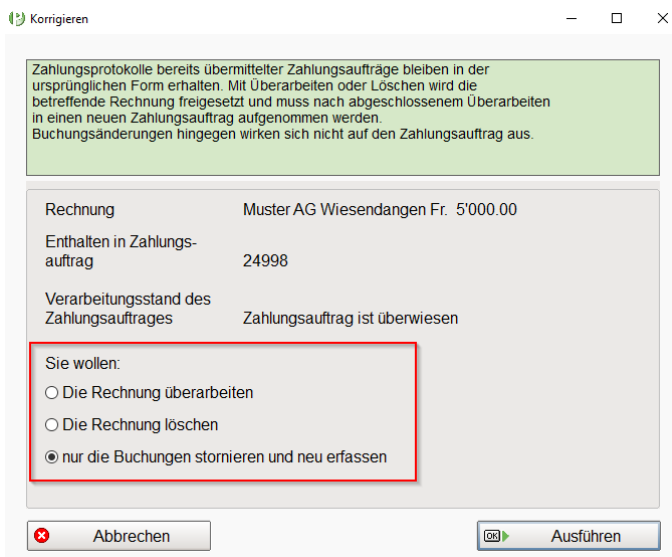 Korrigieren
Zahlungsprotokolle bereits übermittelter Zahlungsaufträge bleiben in der
ursprünglichen Form erhalten. Mit Überarbeiten oder Löschen wird die
betreffende Rechnung freigesetzt und muss nach abgeschlossenem Überarbeiten
in einen neuen Zahlungsauftrag aufgenommen werden.
Buchungsänderungen hingegen wirken sich nicht auf den Zahlungsauftrag aus.
Rechnung Muster AG Wiesendangen Fr. 5'000.00
Enthalten in Zahlungs-
auftrag 24998
Verarbeitungsstand des
Zahlungsauftrages Zahlungsauftrag ist überwiesen
Sie wollen:
Die Rechnung überarbeiten
Die Rechnung löschen
nur die Buchungen stornieren und neu erfassen
Abbrechen OK Ausführen